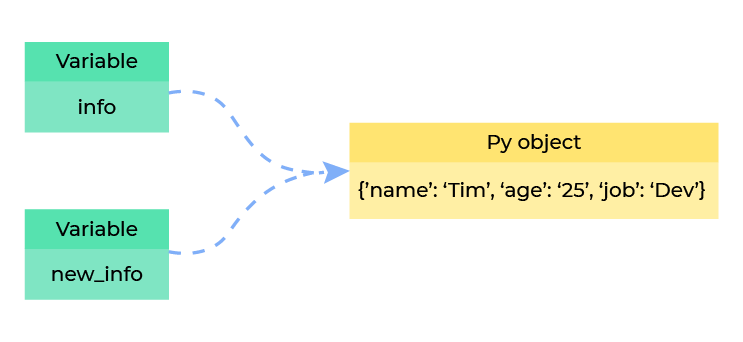 Variable
info
Py object
{’name’: ‘Tim’, ‘age’: ‘25’, ‘job’: ‘Dev’}
Variable
new_info